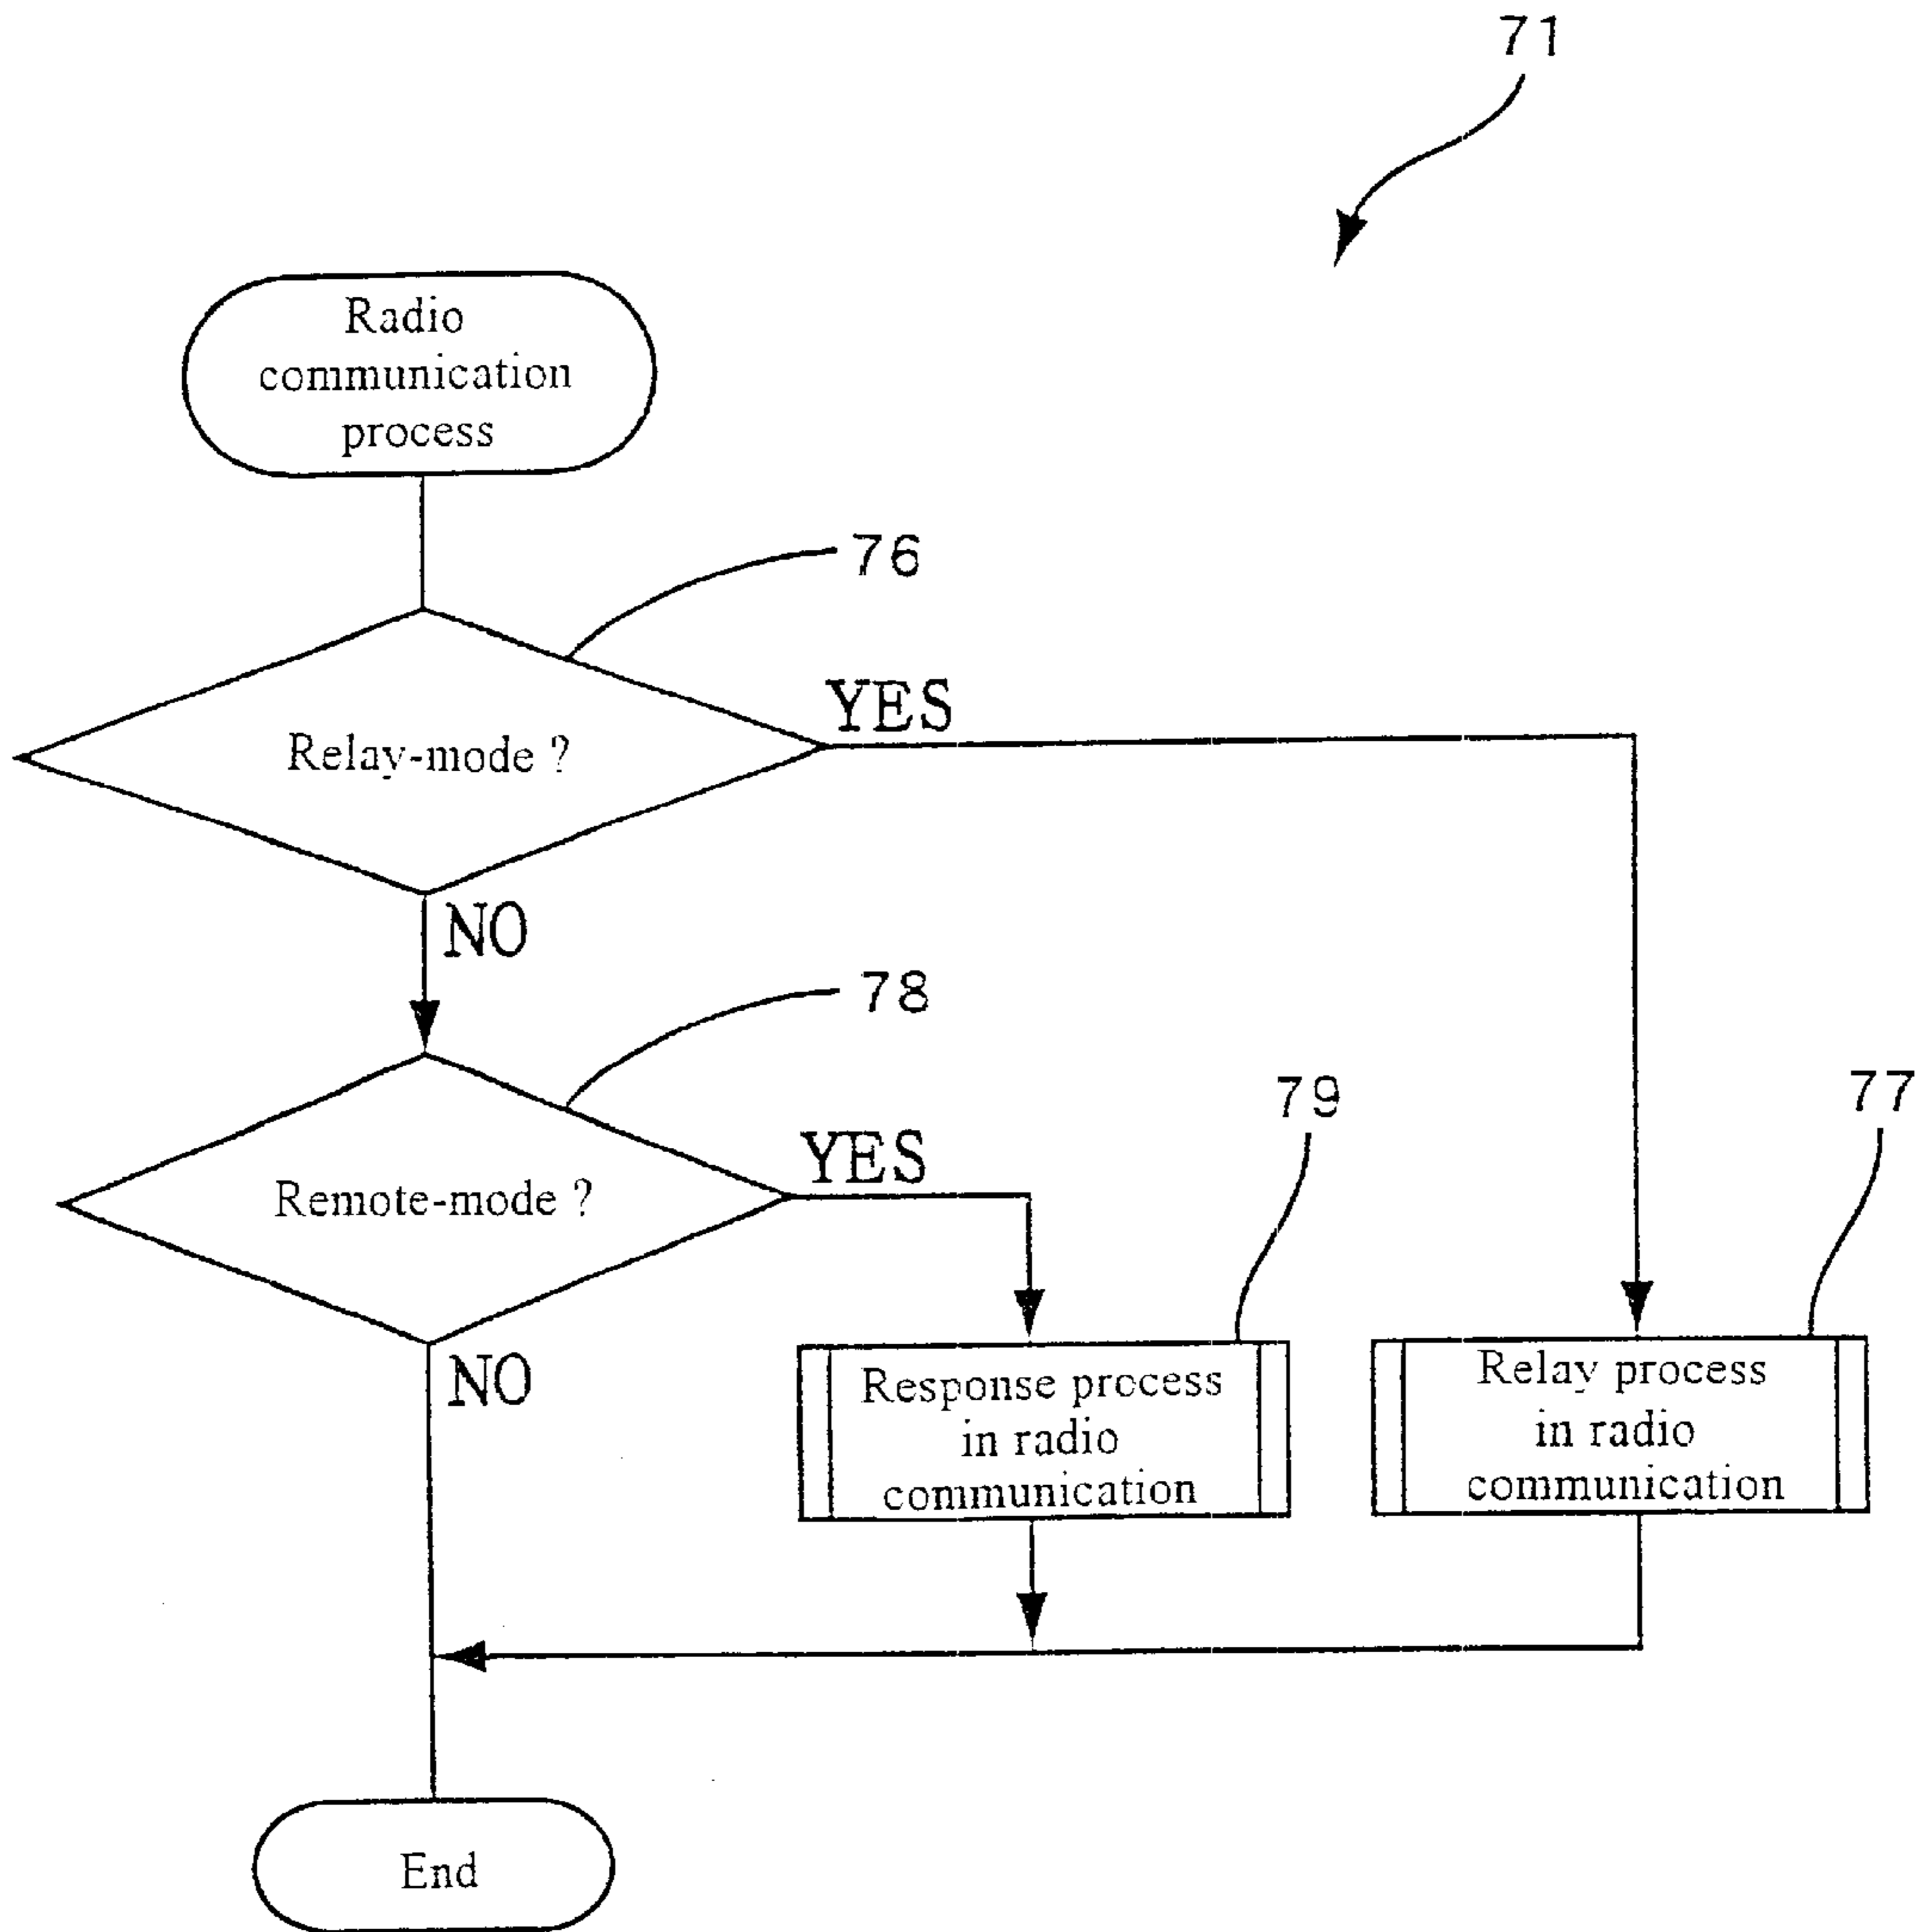 71
Radio
communication
process
76
Relay-mode ?
YES
NO
78
Remote-mode ?
YES
NO
79
Response process
in radio
communication
77
Relay process
in radio
communication
End